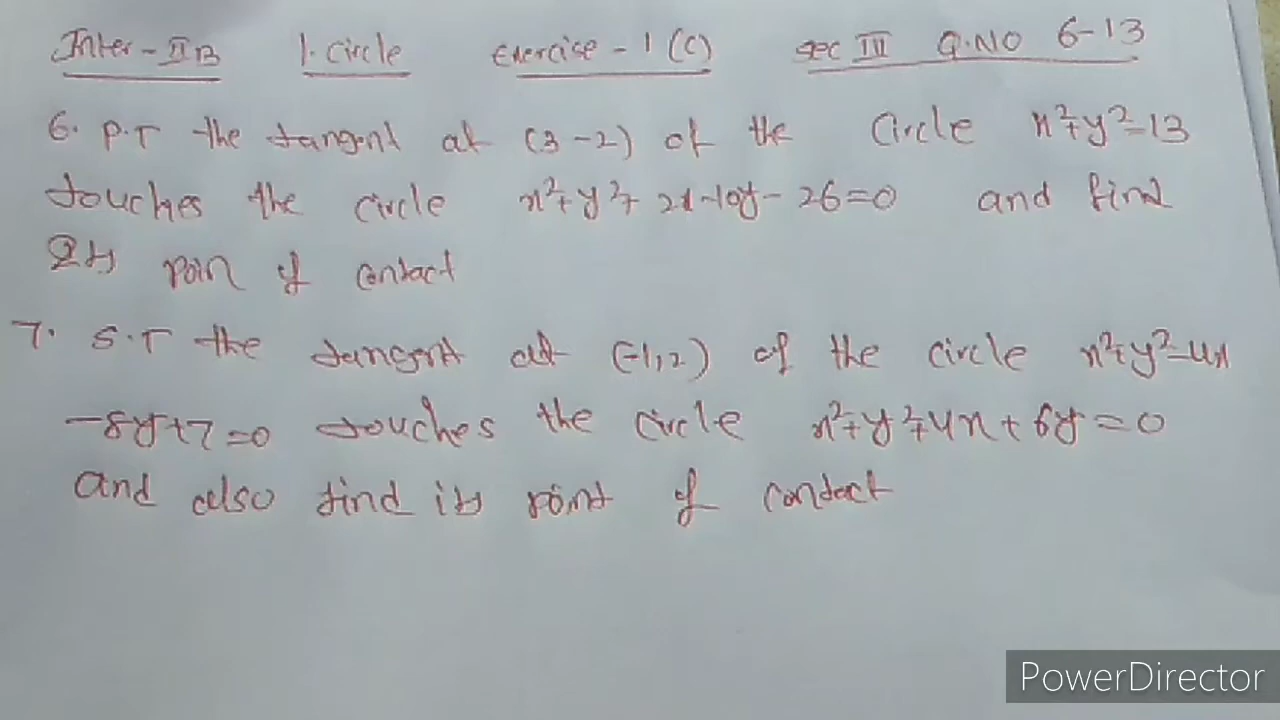 Inter-IIB 1. Circle Exercise-1(C) Sec III Q.NO 6-13
6. P.T the tangent at (3-2) of the Circle x²+y²=13
touches the circle x²+y²+2x-10y-26=0 and find
Its poin of contact
7. S.T the tangent at (-1,2) of the circle x²+y²-4x
-8y+7=0 touches the circle x²+y²+4x+6y=0
and also find its point of contact
PowerDirector